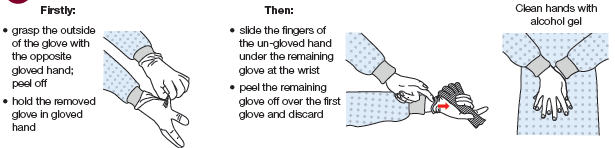 Firstly:
• grasp the outside
of the glove with
the opposite
gloved hand;
peel off
• hold the removed
glove in gloved
hand
Then:
• slide the fingers of
the un-gloved hand
under the remaining
glove at the wrist
• peel the remaining
glove off over the first
glove and discard
Clean hands with
alcohol gel